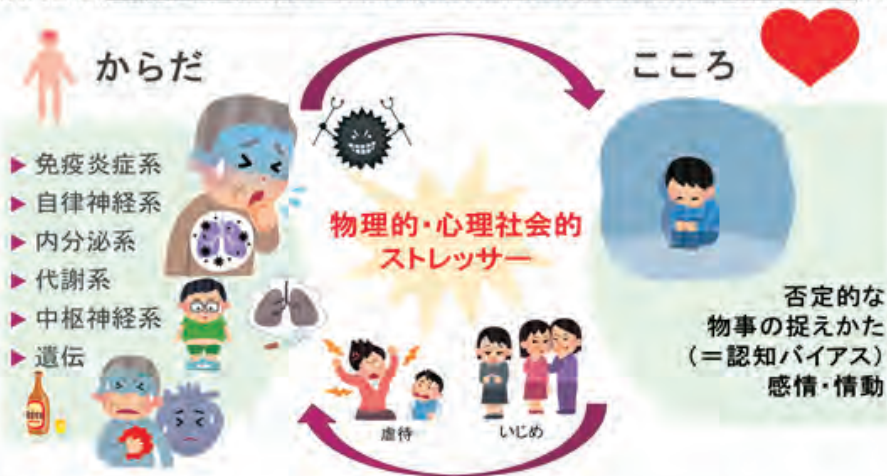 からだ
▶ 免疫炎症系
▶ 自律神経系
▶ 内分泌系
▶ 代謝系
▶ 中枢神経系
▶ 遺伝
物理的・心理社会的
ストレッサー
虐待
いじめ
こころ
否定的な
物事の捉えかた
(＝認知バイアス)
感情・情動